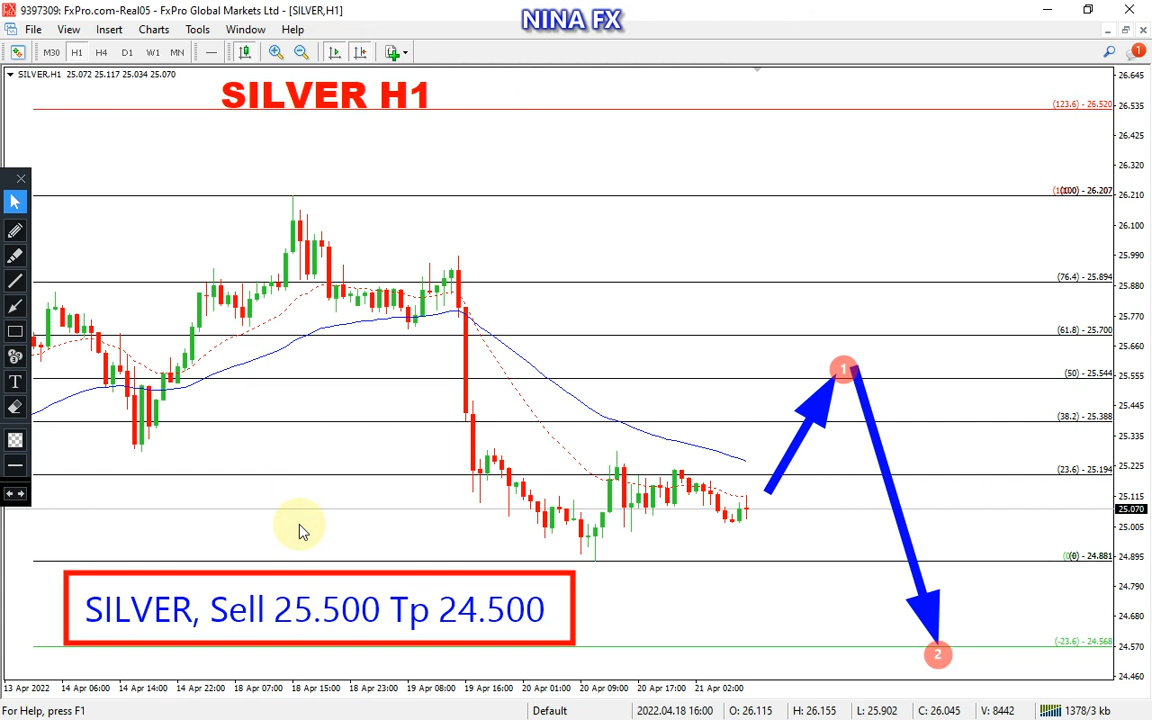 9397309: FxPro.com-Real05 - FxPro Global Markets Ltd - [SILVER,H1]
NINA FX
File View Insert Charts Tools Window Help
M30 H1 H4 D1 W1 MN
1
SILVER,H1 25.072 25.117 25.034 25.070
SILVER H1
26.645
(123.6) - 26.520
26.535
26.425
26.320
(100) - 26.207
26.210
26.100
25.990
(76.4) - 25.894
25.880
25.770
(61.8) - 25.700
25.660
1
(50) - 25.544
25.555
25.445
(38.2) - 25.388
25.335
(23.6) - 25.194
25.225
25.115
25.070
25.005
(0) - 24.881
24.895
24.790
SILVER, Sell 25.500 Tp 24.500
24.680
(-23.6) - 24.568
24.570
2
24.460
13 Apr 2022 14 Apr 06:00 14 Apr 14:00 14 Apr 22:00 18 Apr 07:00 18 Apr 15:00 18 Apr 23:00 19 Apr 08:00 19 Apr 16:00 20 Apr 01:00 20 Apr 09:00 20 Apr 17:00 21 Apr 02:00
For Help, press F1 Default 2022.04.18 16:00 O: 26.115 H: 26.155 L: 25.902 C: 26.045 V: 8442 1378/3 kb
T